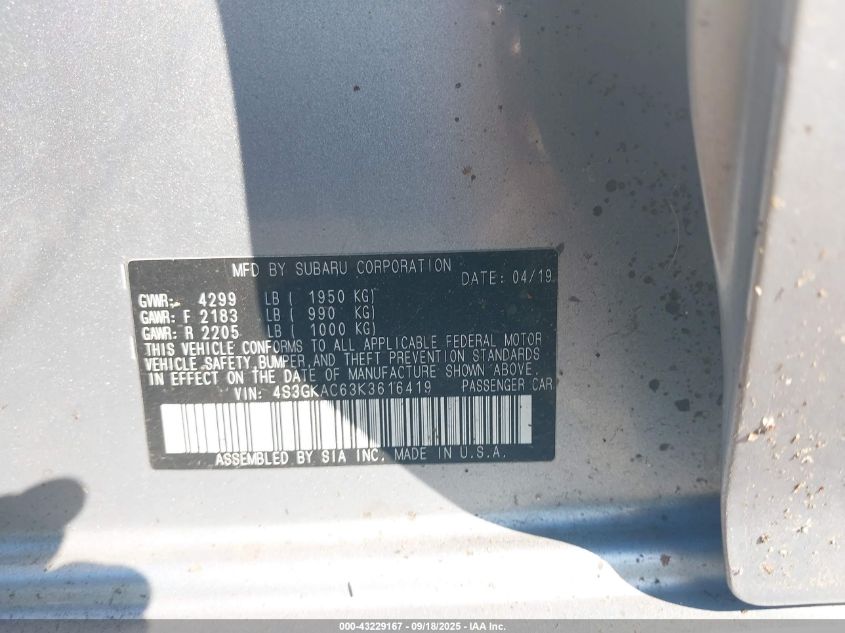 MFD BY SUBARU CORPORATION
DATE: 04/19
GVWR: 4299 LB ( 1950 KG)
GAWR: F 2183 LB ( 990 KG)
GAWR: R 2205 LB ( 1000 KG)
THIS VEHICLE CONFORMS TO ALL APPLICABLE FEDERAL MOTOR
VEHICLE SAFETY,BUMPER,AND THEFT PREVENTION STANDARDS
IN EFFECT ON THE DATE OF MANUFACTURE SHOWN ABOVE.
VIN: 4S3GKAC63K3616419 PASSENGER CAR
ASSEMBLED BY SIA INC. MADE IN U.S.A.
000-43229167 - 09/18/2025 - IAA Inc.